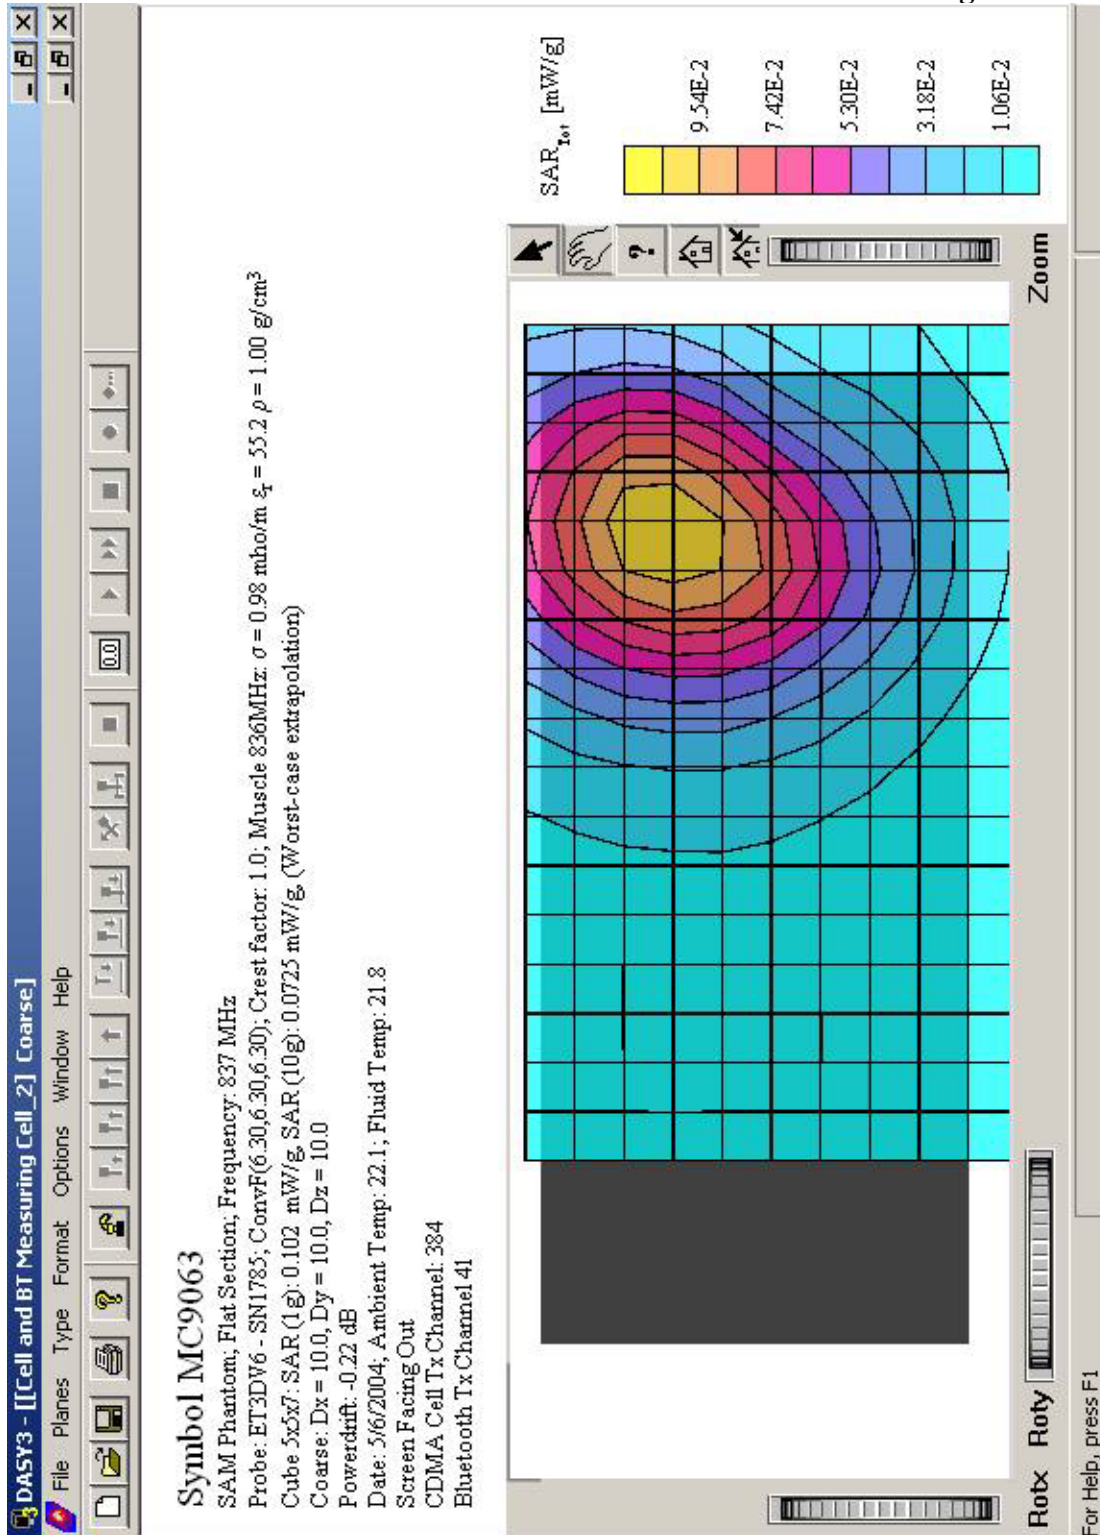 DASY3 - [[Cell and BT Measuring Cell_2] Coarse]
File Planes Type Format Options Window Help
0.0
Symbol MC9063
SAM Phantom; Flat Section; Frequency: 837 MHz
Probe: ET3DV6 - SN1785; ConvF(6.30,6.30,6.30); Crest factor: 1.0; Muscle 836MHz: σ = 0.98 mho/m εr = 55.2 ρ = 1.00 g/cm³
Cube 5x5x7: SAR (1g): 0.102 mW/g, SAR (10g): 0.0725 mW/g, (Worst-case extrapolation)
Coarse: Dx = 10.0, Dy = 10.0, Dz = 10.0
Powerdrift: -0.22 dB
Date: 5/6/2004; Ambient Temp: 22.1; Fluid Temp: 21.8
Screen Facing Out
CDMA Cell Tx Channel: 384
Bluetooth Tx Channel 41
SARTot [mW/g]
9.54E-2
7.42E-2
5.30E-2
3.18E-2
1.06E-2
Rotx Roty Zoom
For Help, press F1